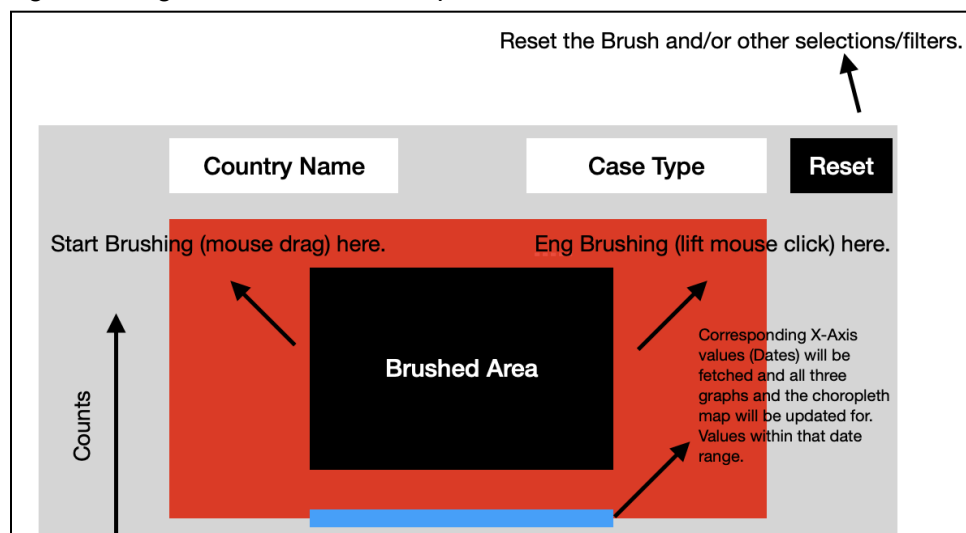 Reset the Brush and/or other selections/filters.
Country Name
Case Type
Reset
Start Brushing (mouse drag) here.
Eng Brushing (lift mouse click) here.
Brushed Area
Corresponding X-Axis
values (Dates) will be
fetched and all three
graphs and the choropleth
map will be updated for.
Values within that date
range.
Counts